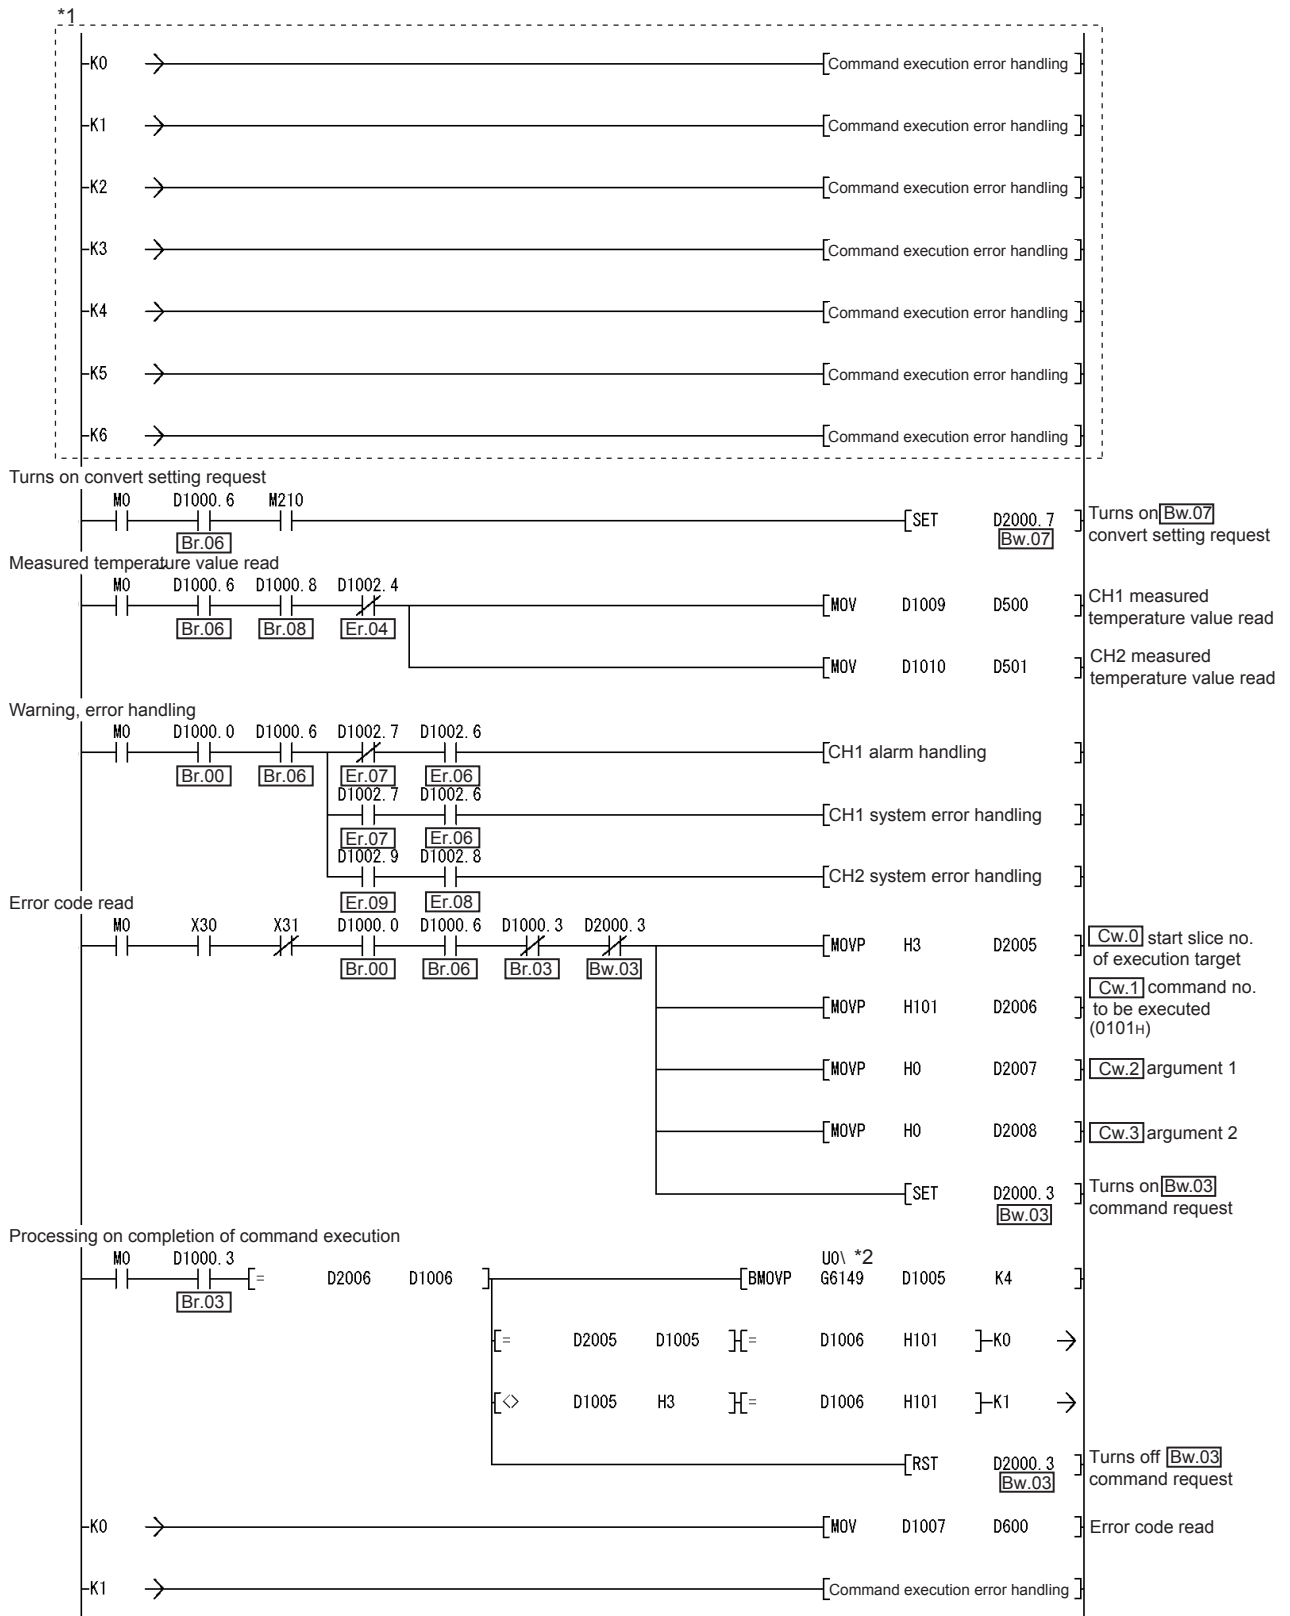 *1
K0 [Command execution error handling ]
K1 [Command execution error handling ]
K2 [Command execution error handling ]
K3 [Command execution error handling ]
K4 [Command execution error handling ]
K5 [Command execution error handling ]
K6 [Command execution error handling ]
Turns on convert setting request
M0 D1000.6 M210
[SET D2000.7 ] Turns on Bw.07
Br.06 Bw.07 convert setting request
Measured temperature value read
M0 D1000.6 D1000.8 D1002.4
[MOV D1009 D500 ] CH1 measured
Br.06 Br.08 Er.04 temperature value read
[MOV D1010 D501 ] CH2 measured
temperature value read
Warning, error handling
M0 D1000.0 D1000.6 D1002.7 D1002.6
[CH1 alarm handling ]
Br.00 Br.06 Er.07 Er.06
D1002.7 D1002.6
[CH1 system error handling ]
Er.07 Er.06
D1002.9 D1002.8
[CH2 system error handling ]
Er.09 Er.08
Error code read
M0 X30 X31 D1000.0 D1000.6 D1000.3 D2000.3
[MOVP H3 D2005 ] Cw.0 start slice no.
Br.00 Br.06 Br.03 Bw.03 of execution target
[MOVP H101 D2006 ] Cw.1 command no.
to be executed
(0101H)
[MOVP H0 D2007 ] Cw.2 argument 1
[MOVP H0 D2008 ] Cw.3 argument 2
[SET D2000.3 ] Turns on Bw.03
Bw.03 command request
Processing on completion of command execution
M0 D1000.3 U0\ *2
[= D2006 D1006 ] [BMOVP G6149 D1005 K4 ]
Br.03
[= D2005 D1005 ][= D1006 H101 ] K0
[<> D1005 H3 ][= D1006 H101 ] K1
[RST D2000.3 ] Turns off Bw.03
Bw.03 command request
K0 [MOV D1007 D600 ] Error code read
K1 [Command execution error handling ]